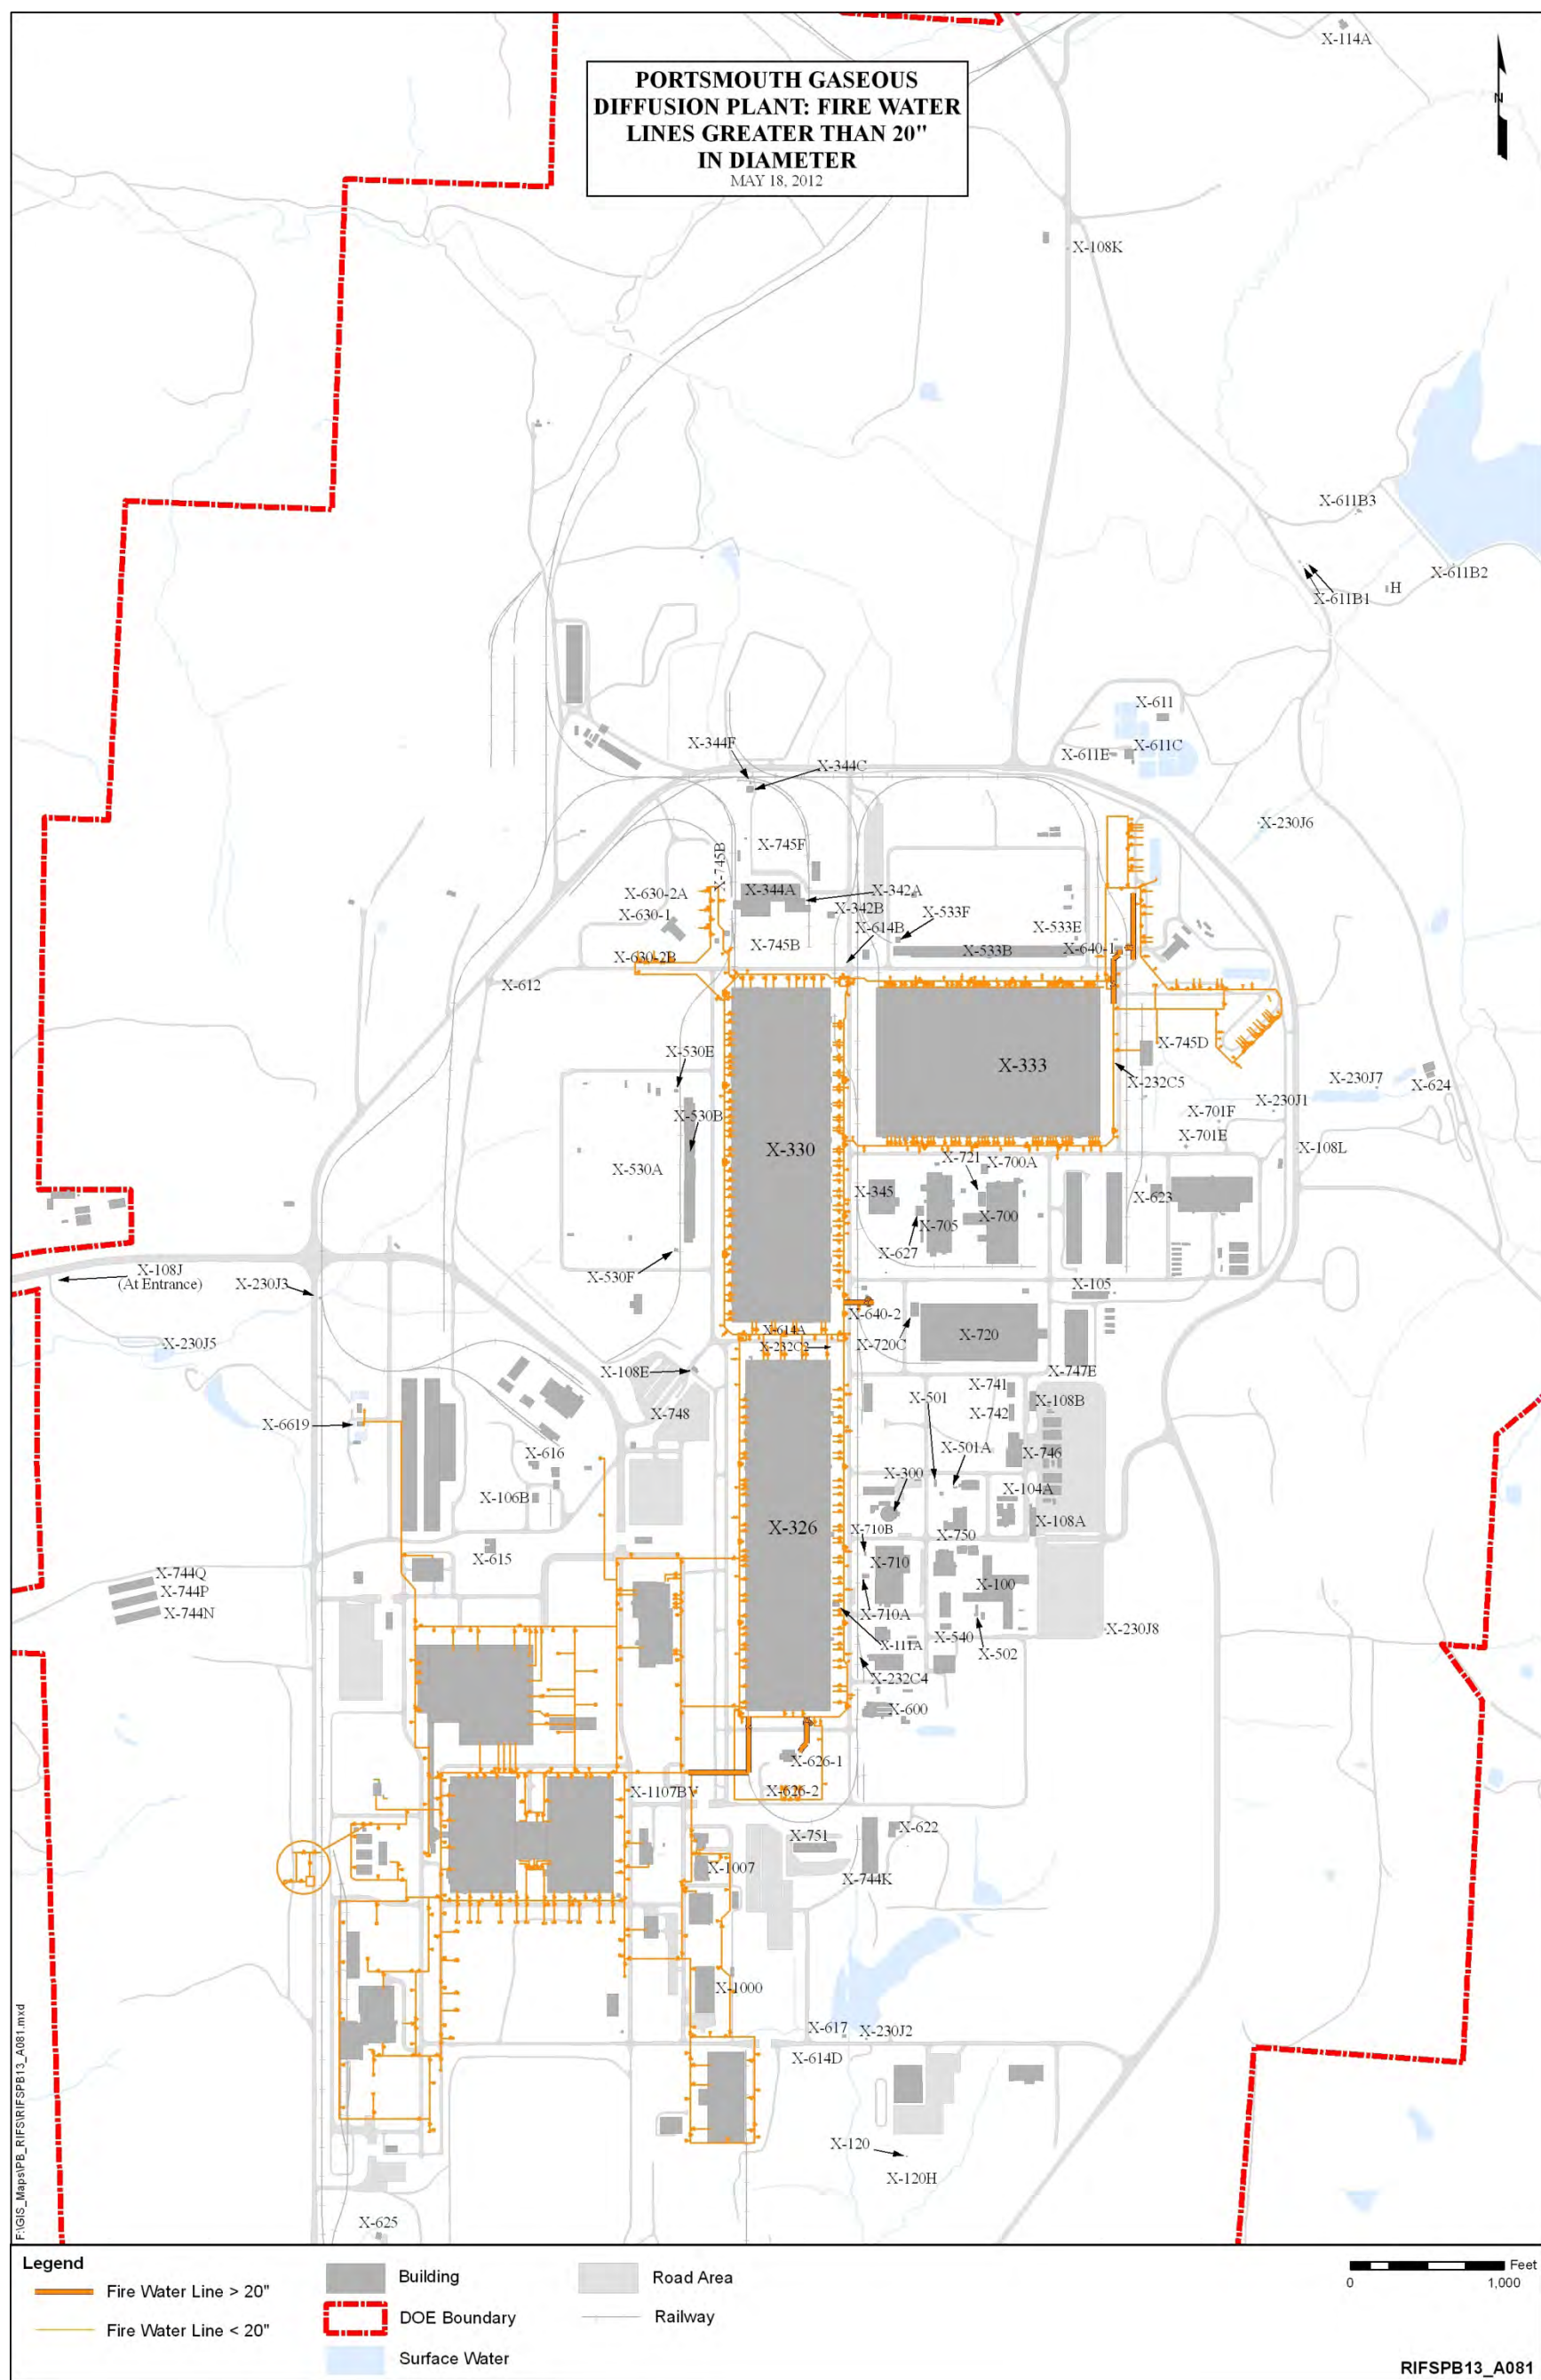 PORTSMOUTH GASEOUS
DIFFUSION PLANT: FIRE WATER
LINES GREATER THAN 20"
IN DIAMETER
MAY 18, 2012
X-114A
N
X-108K
X-611B3
X-611B2
H
X-611B1
X-611
X-344F
X-611E
X-611C
X-344C
X-230J6
X-745F
X-745B
X-630-2A
X-344A
X-342A
X-630-1
X-342B
X-533F
X-614B
X-533E
X-745B
X-533B
X-640-1
X-630-2B
X-612
X-745D
X-530E
X-333
X-232C5
X-230J7
X-624
X-230J1
X-530B
X-701F
X-701E
X-330
X-108L
X-721
X-700A
X-530A
X-345
X-623
X-700
X-705
X-627
X-108J
(At Entrance)
X-530F
X-230J3
X-105
X-640-2
X-614A
X-720
X-230J5
X-232C2
X-720C
X-108E
X-747E
X-741
X-501
X-108B
X-748
X-742
X-6619
X-501A
X-616
X-746
X-300
X-104A
X-106B
X-326
X-108A
X-710B
X-750
X-615
X-710
X-744Q
X-100
X-744P
X-744N
X-710A
X-230J8
X-540
X-111A
X-502
X-232C4
X-600
X-626-1
X-1107BV
X-626-2
X-622
X-751
X-1007
X-744K
X-1000
X-617
X-230J2
X-614D
X-120
X-120H
X-625
F:\GIS_Maps\PB_RIFS\RIFSPB13_A081.mxd
Legend
Fire Water Line > 20"
Fire Water Line < 20"
Building
DOE Boundary
Surface Water
Road Area
Railway
Feet
0 1,000
RIFSPB13_A081